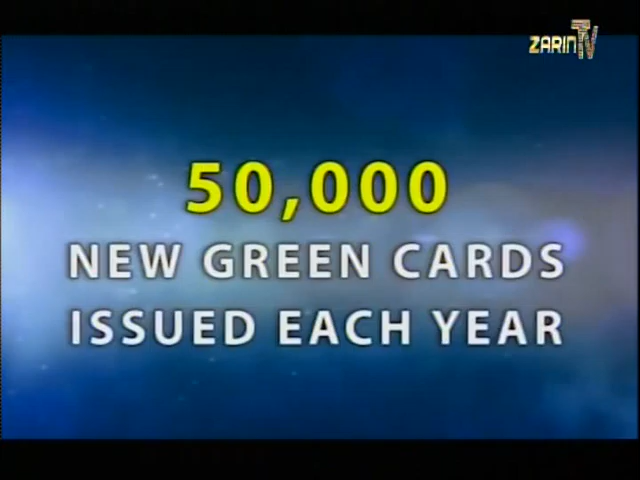 ZARIN TV
50,000
NEW GREEN CARDS
ISSUED EACH YEAR